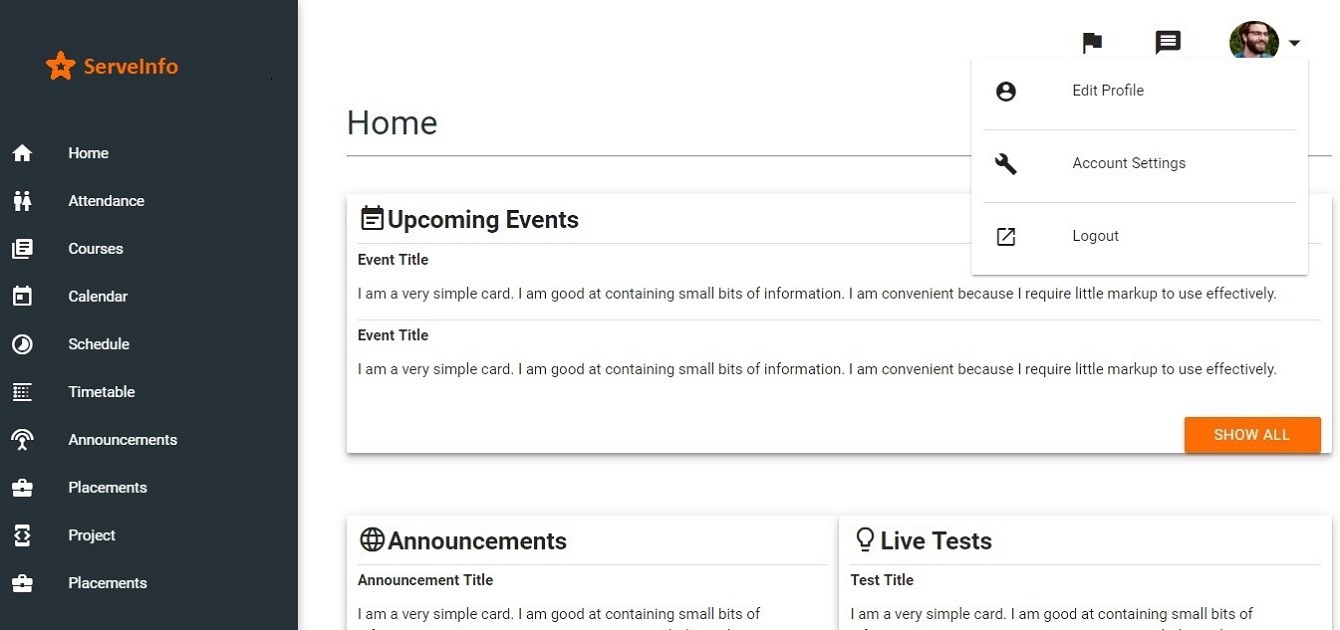 ServeInfo
Home
Attendance
Courses
Calendar
Schedule
Timetable
Announcements
Placements
Project
Placements
Edit Profile
Account Settings
Logout
Home
Upcoming Events
Event Title
I am a very simple card. I am good at containing small bits of information. I am convenient because I require little markup to use effectively.
Event Title
I am a very simple card. I am good at containing small bits of information. I am convenient because I require little markup to use effectively.
SHOW ALL
Announcements
Announcement Title
I am a very simple card. I am good at containing small bits of
Live Tests
Test Title
I am a very simple card. I am good at containing small bits of